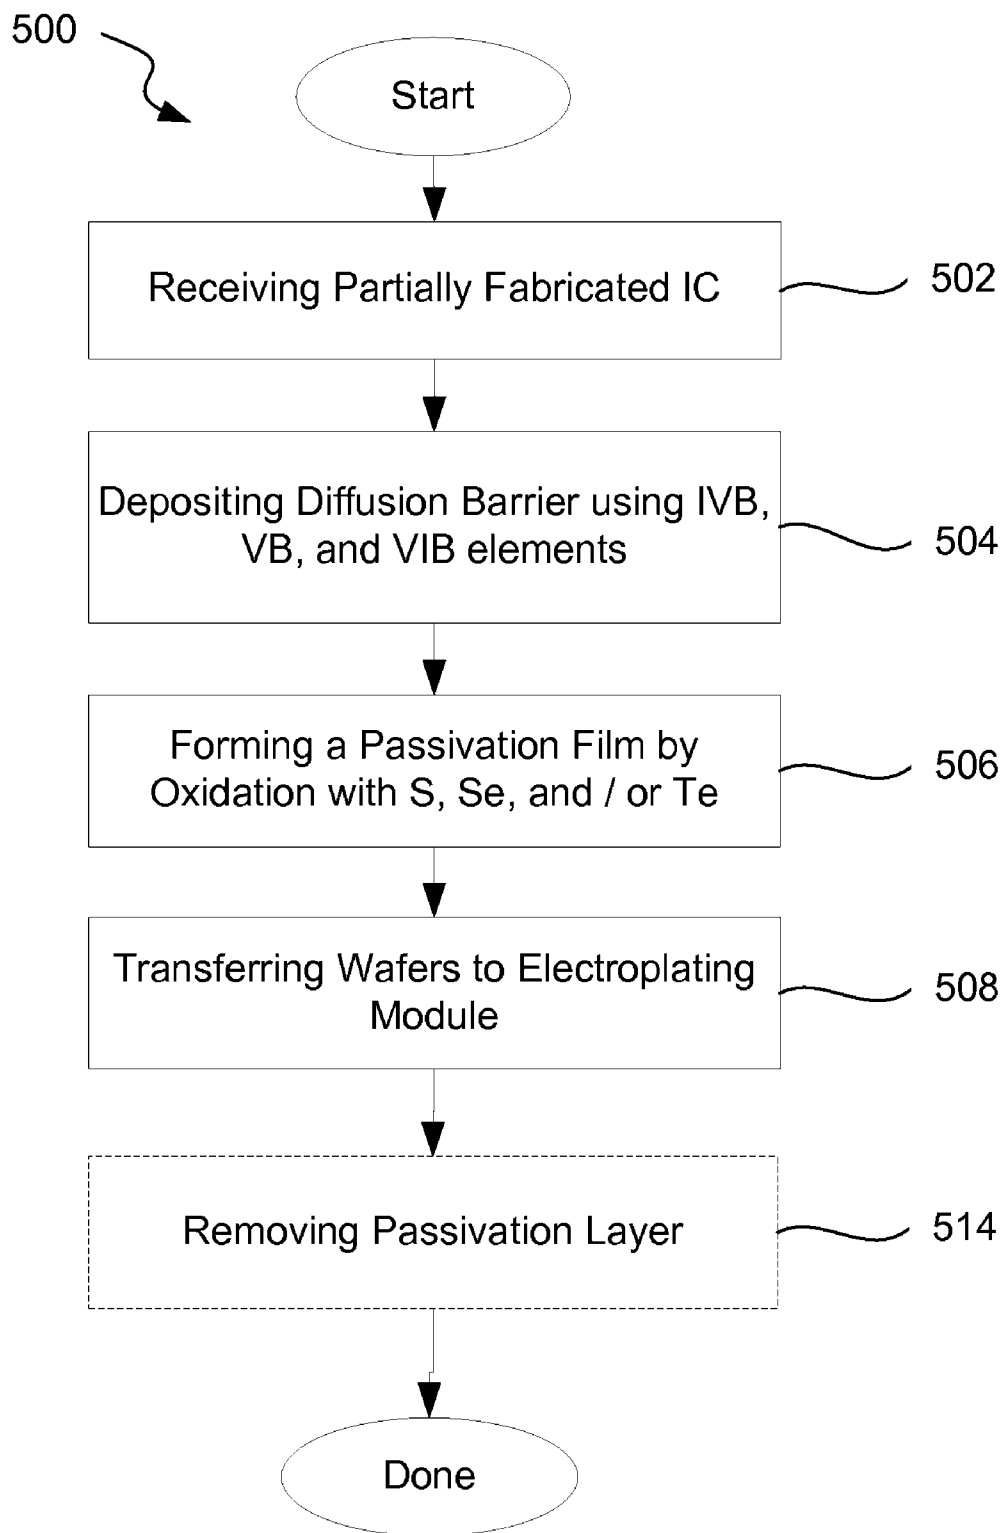 500
Start
Receiving Partially Fabricated IC
502
Depositing Diffusion Barrier using IVB,
VB, and VIB elements
504
Forming a Passivation Film by
Oxidation with S, Se, and / or Te
506
Transferring Wafers to Electroplating
Module
508
Removing Passivation Layer
514
Done